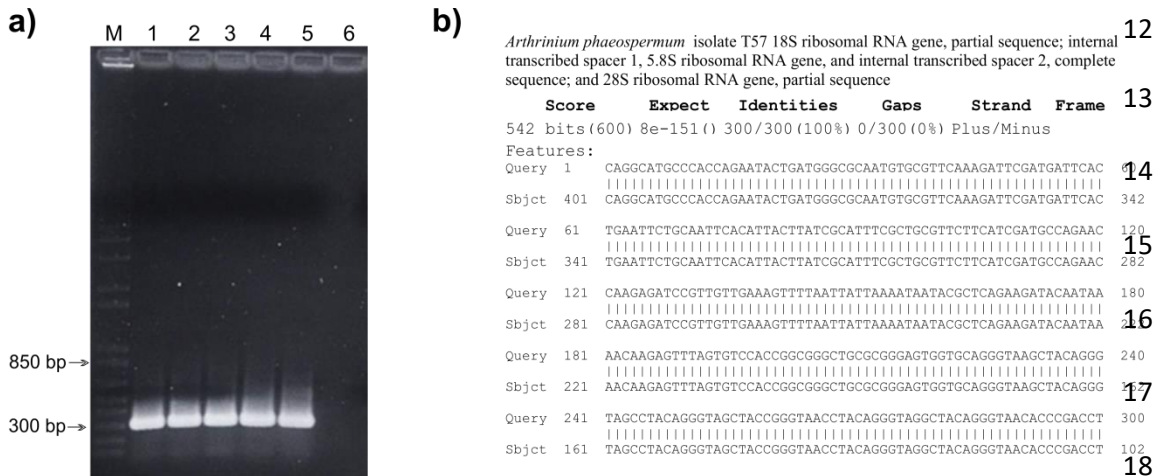 a)
M 1 2 3 4 5 6
850 bp→
300 bp→
b)
12
Arthrinium phaeospermum isolate T57 18S ribosomal RNA gene, partial sequence; internal
transcribed spacer 1, 5.8S ribosomal RNA gene, and internal transcribed spacer 2, complete
sequence; and 28S ribosomal RNA gene, partial sequence
13
Score Expect Identities Gaps Strand Frame
542 bits(600) 8e-151() 300/300(100%) 0/300(0%) Plus/Minus
Features:
14
Query 1 CAGGCATGCCCACCAGAATACTGATGGGCGCAATGTGCGTTCAAAGATTCGATGATTCAC
Sbjct 401 CAGGCATGCCCACCAGAATACTGATGGGCGCAATGTGCGTTCAAAGATTCGATGATTCAC 342
Query 61 TGAATTCTGCAATTCACATTACTTATCGCATTTCGCTGCGTTCTTCATCGATGCCAGAAC 120
15
Sbjct 341 TGAATTCTGCAATTCACATTACTTATCGCATTTCGCTGCGTTCTTCATCGATGCCAGAAC 282
Query 121 CAAGAGATCCGTTGTTGAAAGTTTTAATTATTAAAATAATACGCTCAGAAGATACAATAA 180
16
Sbjct 281 CAAGAGATCCGTTGTTGAAAGTTTTAATTATTAAAATAATACGCTCAGAAGATACAATAA
Query 181 AACAAGAGTTTAGTGTCCACCGGCGGGCTGCGCGGGAGTGGTGCAGGGTAAGCTACAGGG 240
17
Sbjct 221 AACAAGAGTTTAGTGTCCACCGGCGGGCTGCGCGGGAGTGGTGCAGGGTAAGCTACAGGG
Query 241 TAGCCTACAGGGTAGCTACCGGGTAACCTACAGGGTAGGCTACAGGGTAACACCCGACCT 300
Sbjct 161 TAGCCTACAGGGTAGCTACCGGGTAACCTACAGGGTAGGCTACAGGGTAACACCCGACCT 102
18